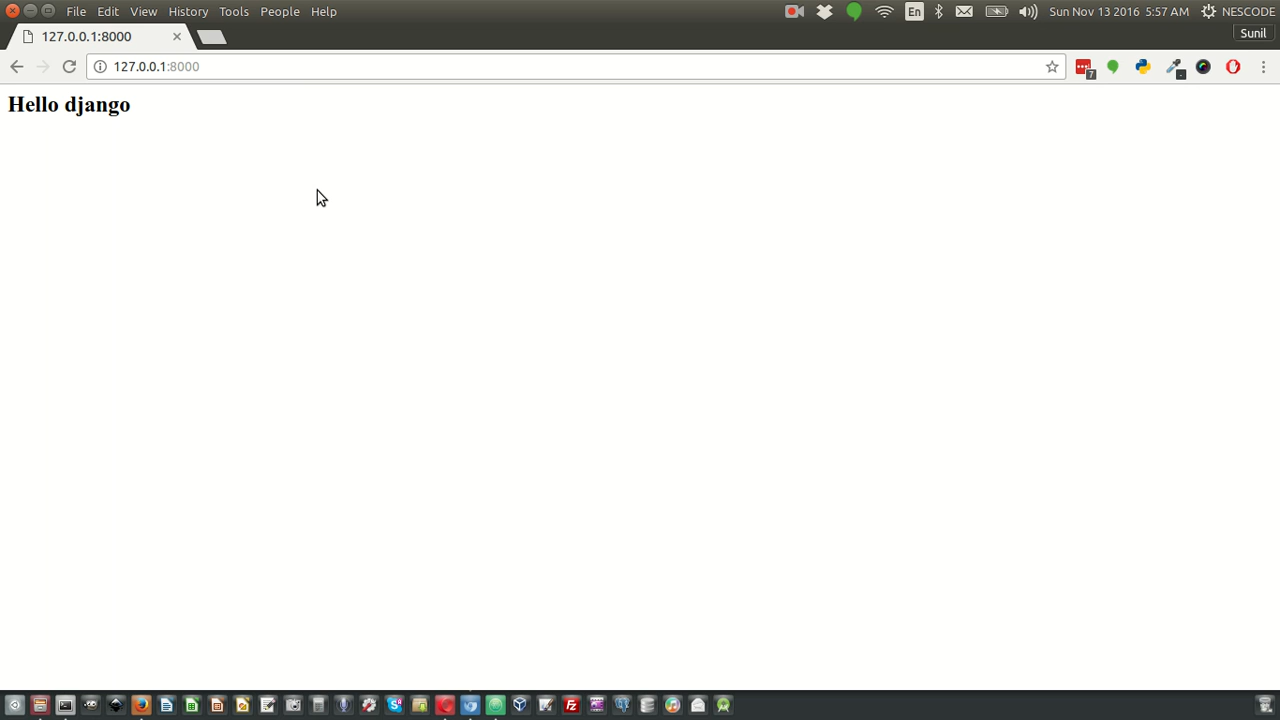 File Edit View History Tools People Help
En
Sun Nov 13 2016 5:57 AM
NESCODE
127.0.0.1:8000
Sunil
127.0.0.1:8000
7
Hello django